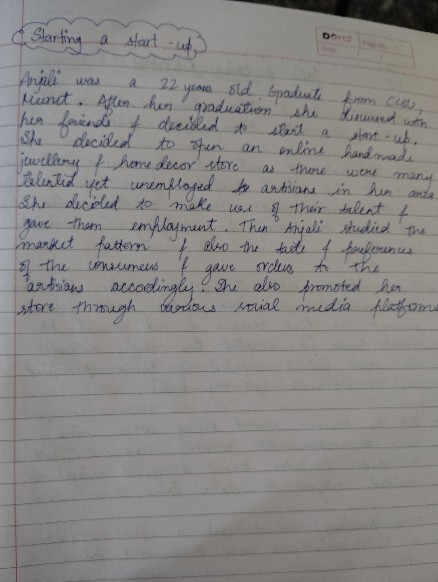 Starting a start-up
Anjali was a 22 years old Graduate from CCSU,
Meerut. After her graduation she discussed with
her friends & decided to start a start-up.
She decided to open an online handmade
jewellery & home decor store as there were many
talented yet unemployed artisians in her area
She decided to make use of their talent &
gave them employment. Then Anjali studied the
market pattern & also the taste & preferences
of the consumers & gave orders to the
artisians accordingly. She also promoted her
store through various social media platforms